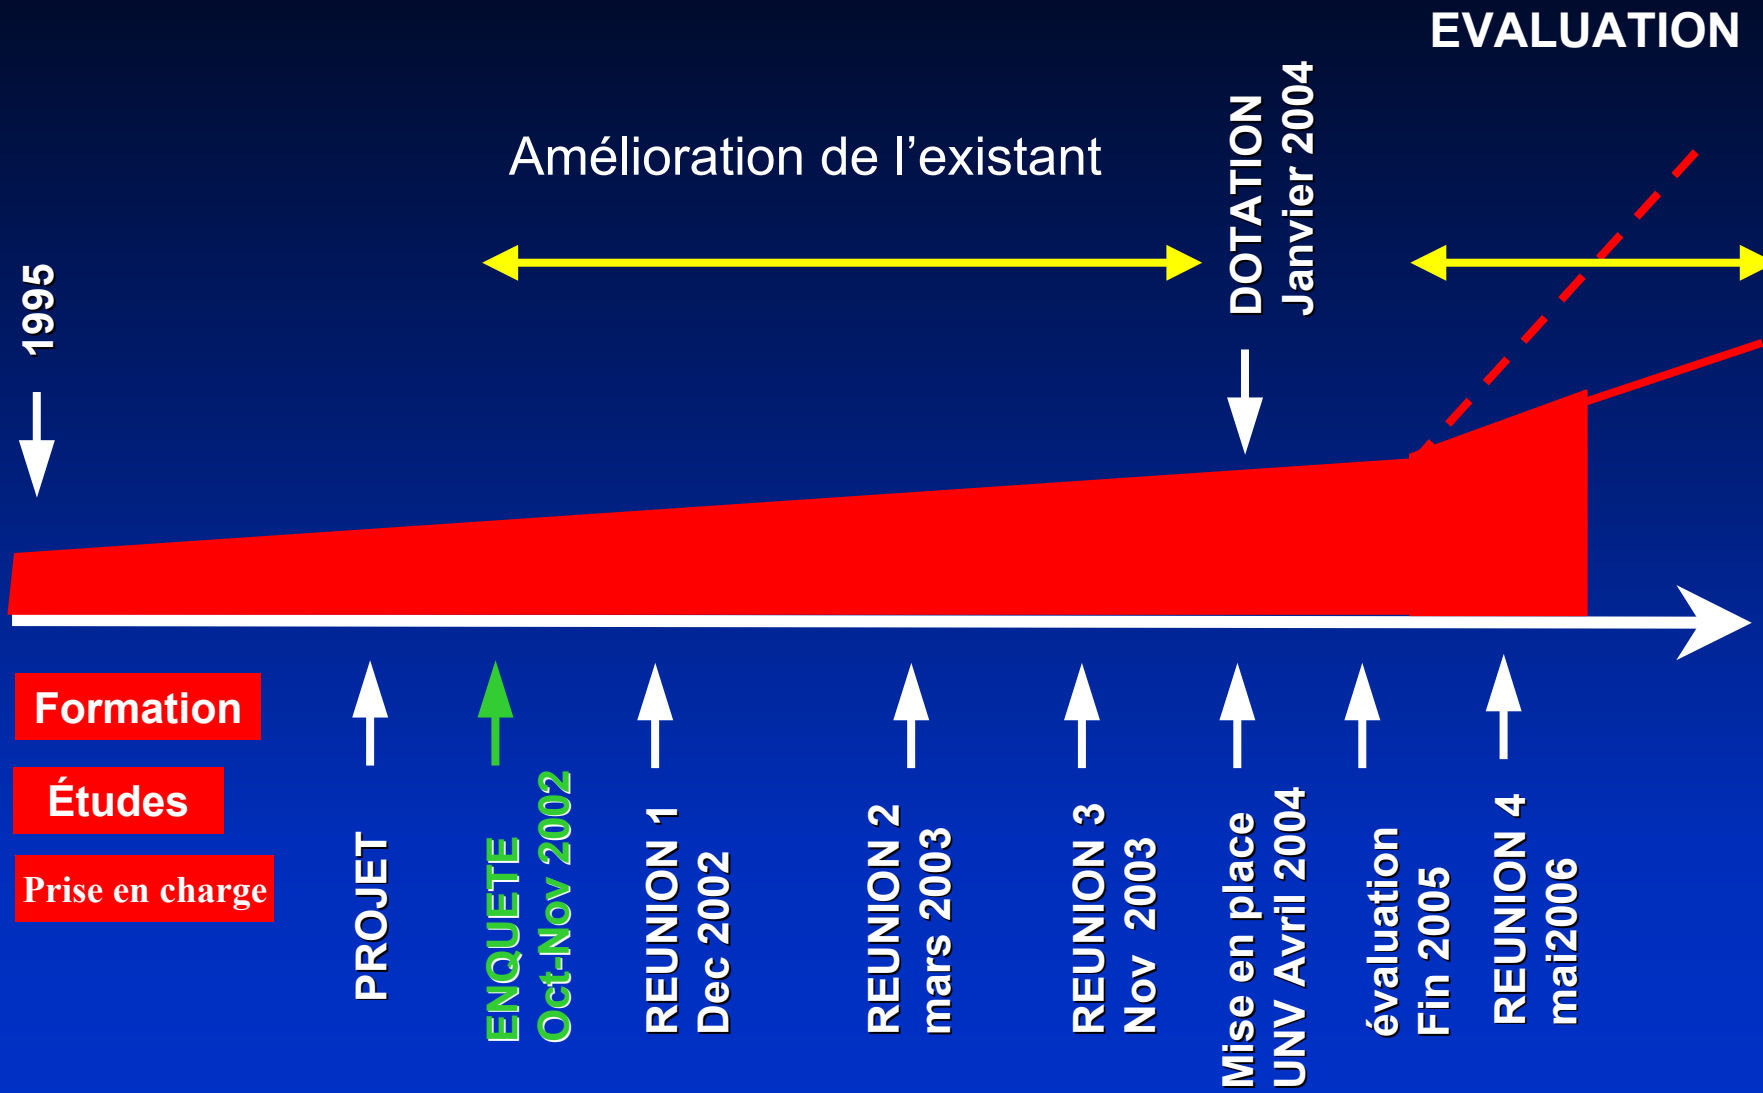 EVALUATION
Amélioration de l’existant
1995
DOTATION
Janvier 2004
Formation
Études
Prise en charge
PROJET
ENQUETE
Oct-Nov 2002
REUNION 1
Dec 2002
REUNION 2
mars 2003
REUNION 3
Nov 2003
Mise en place
UNV Avril 2004
évaluation
Fin 2005
REUNION 4
mai2006